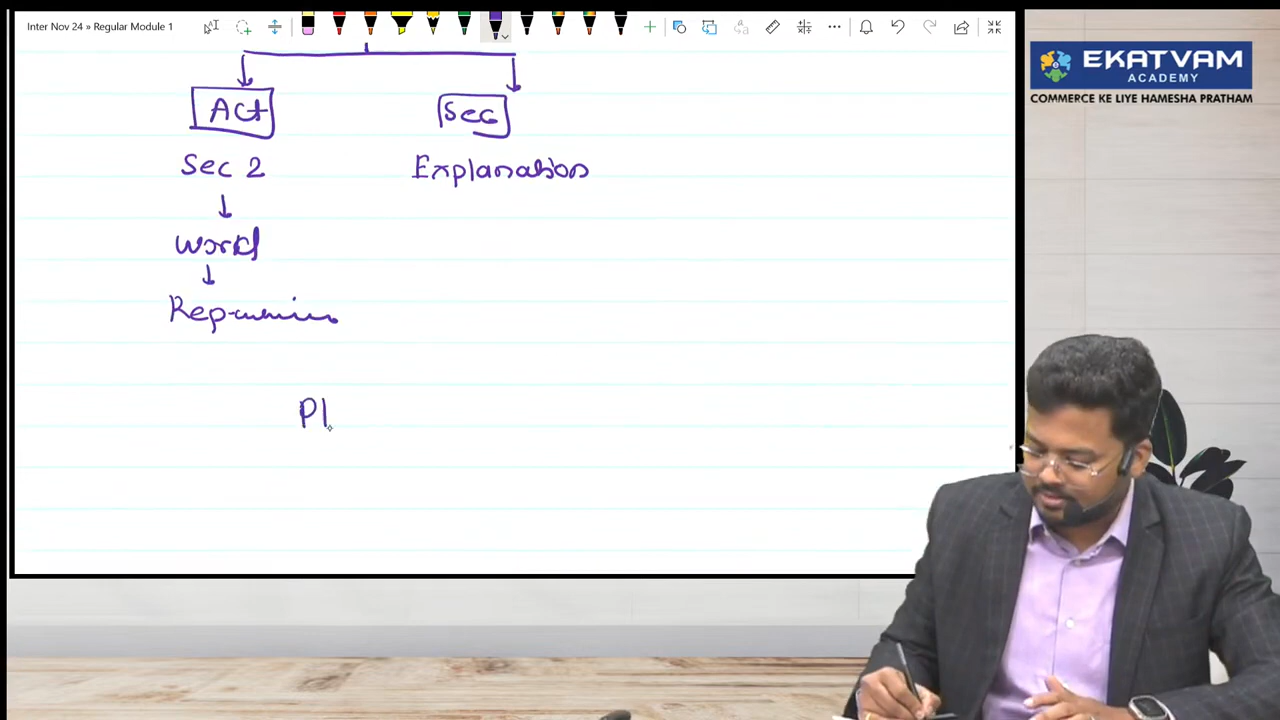 Inter Nov 24 » Regular Module 1
EKATVAM
ACADEMY
COMMERCE KE LIYE HAMESHA PRATHAM
Act Sec
Sec 2 Explanation
↓
word
↓
Pl